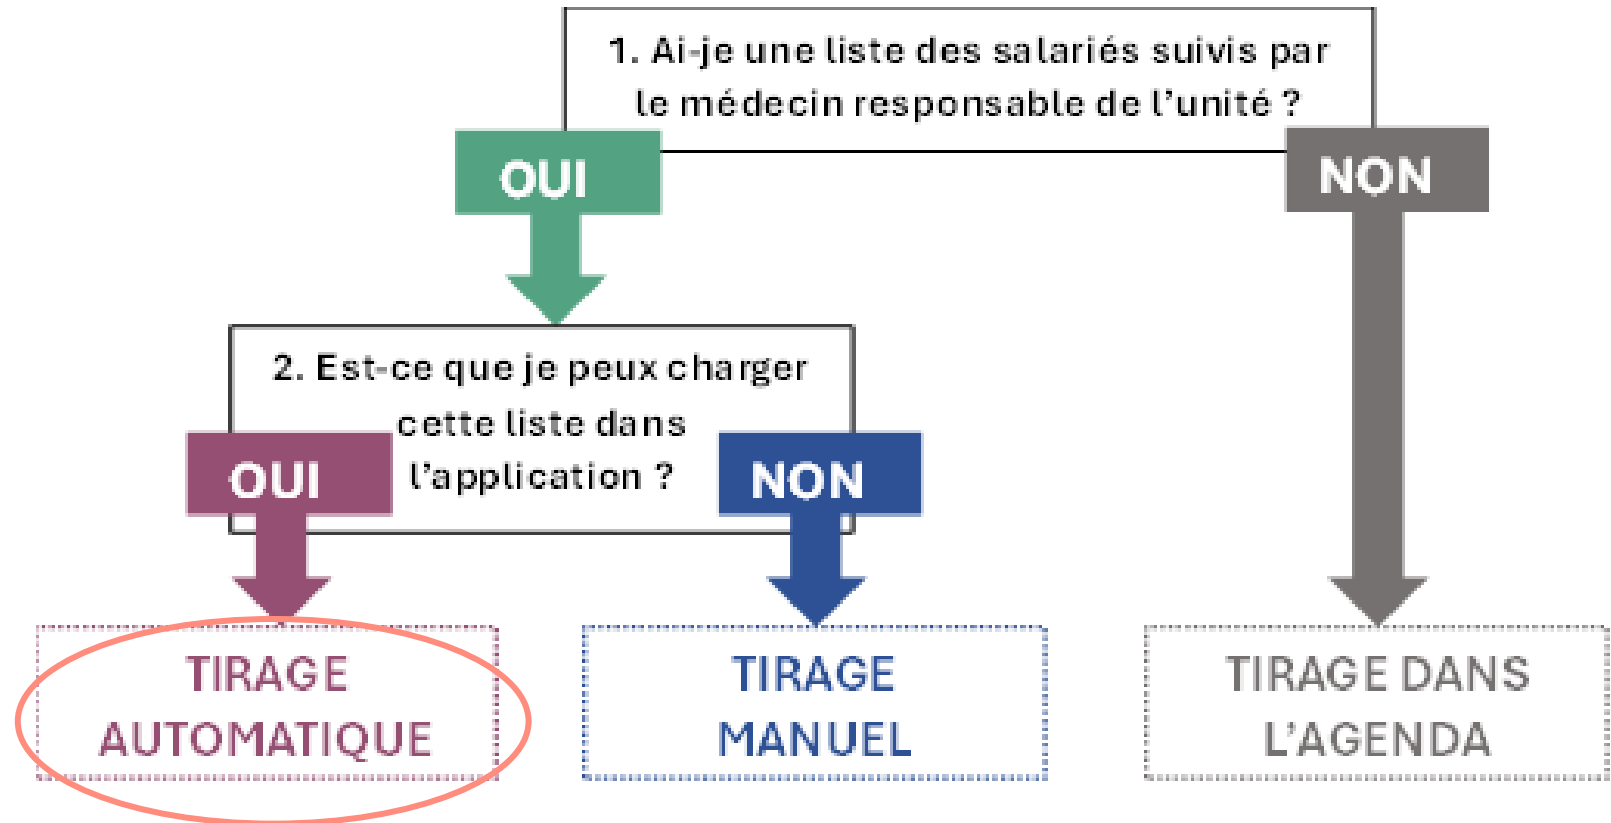 1. Ai-je une liste des salariés suivis par
le médecin responsable de l'unité ?
OUI
NON
2. Est-ce que je peux charger
cette liste dans
l'application ?
OUI
NON
TIRAGE
AUTOMATIQUE
TIRAGE
MANUEL
TIRAGE DANS
L'AGENDA